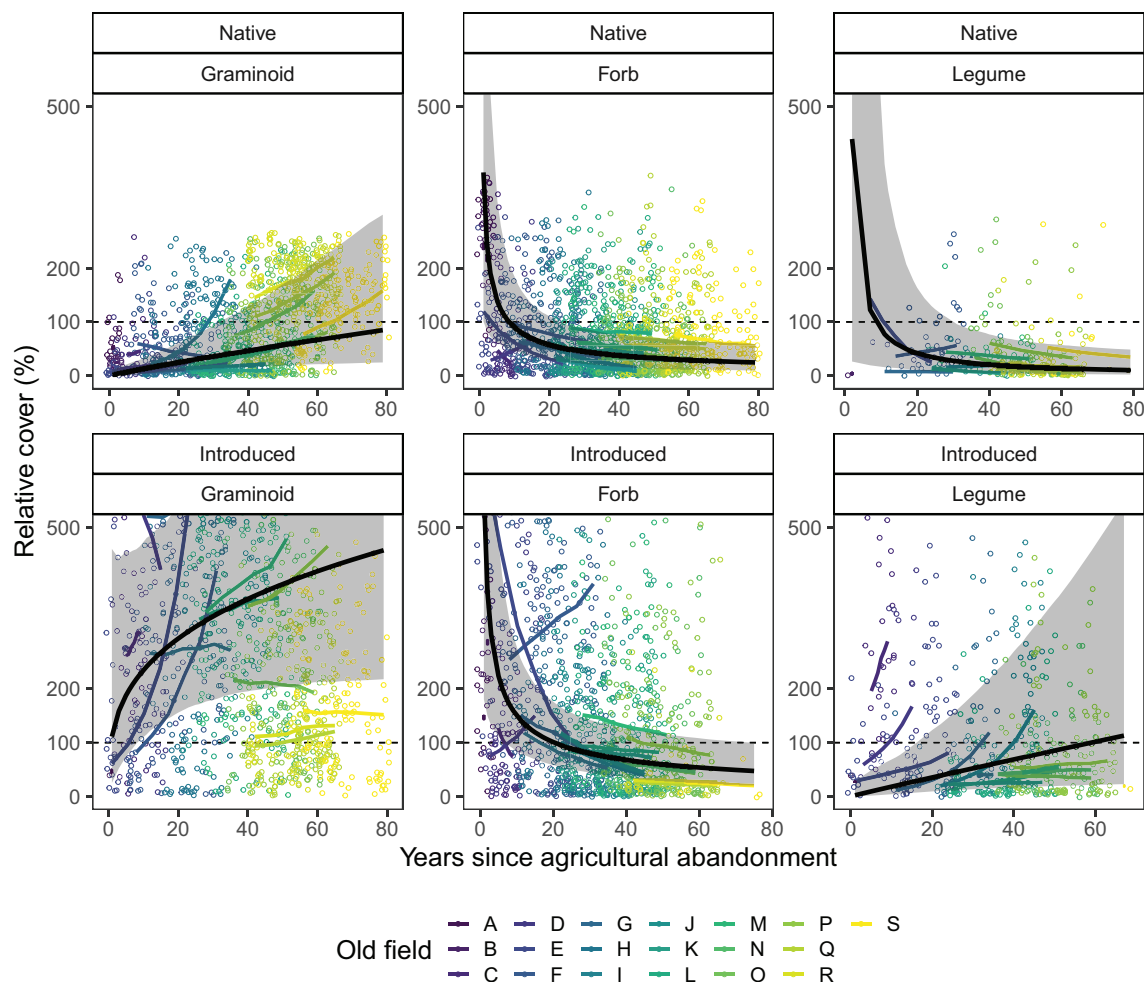 Native Native Native
Graminoid Forb Legume
500 500 500
200 200 200
100 100 100
0 0 0
0 20 40 60 80 0 20 40 60 80 0 20 40 60 80
Relative cover (%)
Introduced Introduced Introduced
Graminoid Forb Legume
500 500 500
200 200 200
100 100 100
0 0 0
0 20 40 60 80 0 20 40 60 80 0 20 40 60
Years since agricultural abandonment
Old field
A D G J M P S
B E H K N Q
C F I L O R